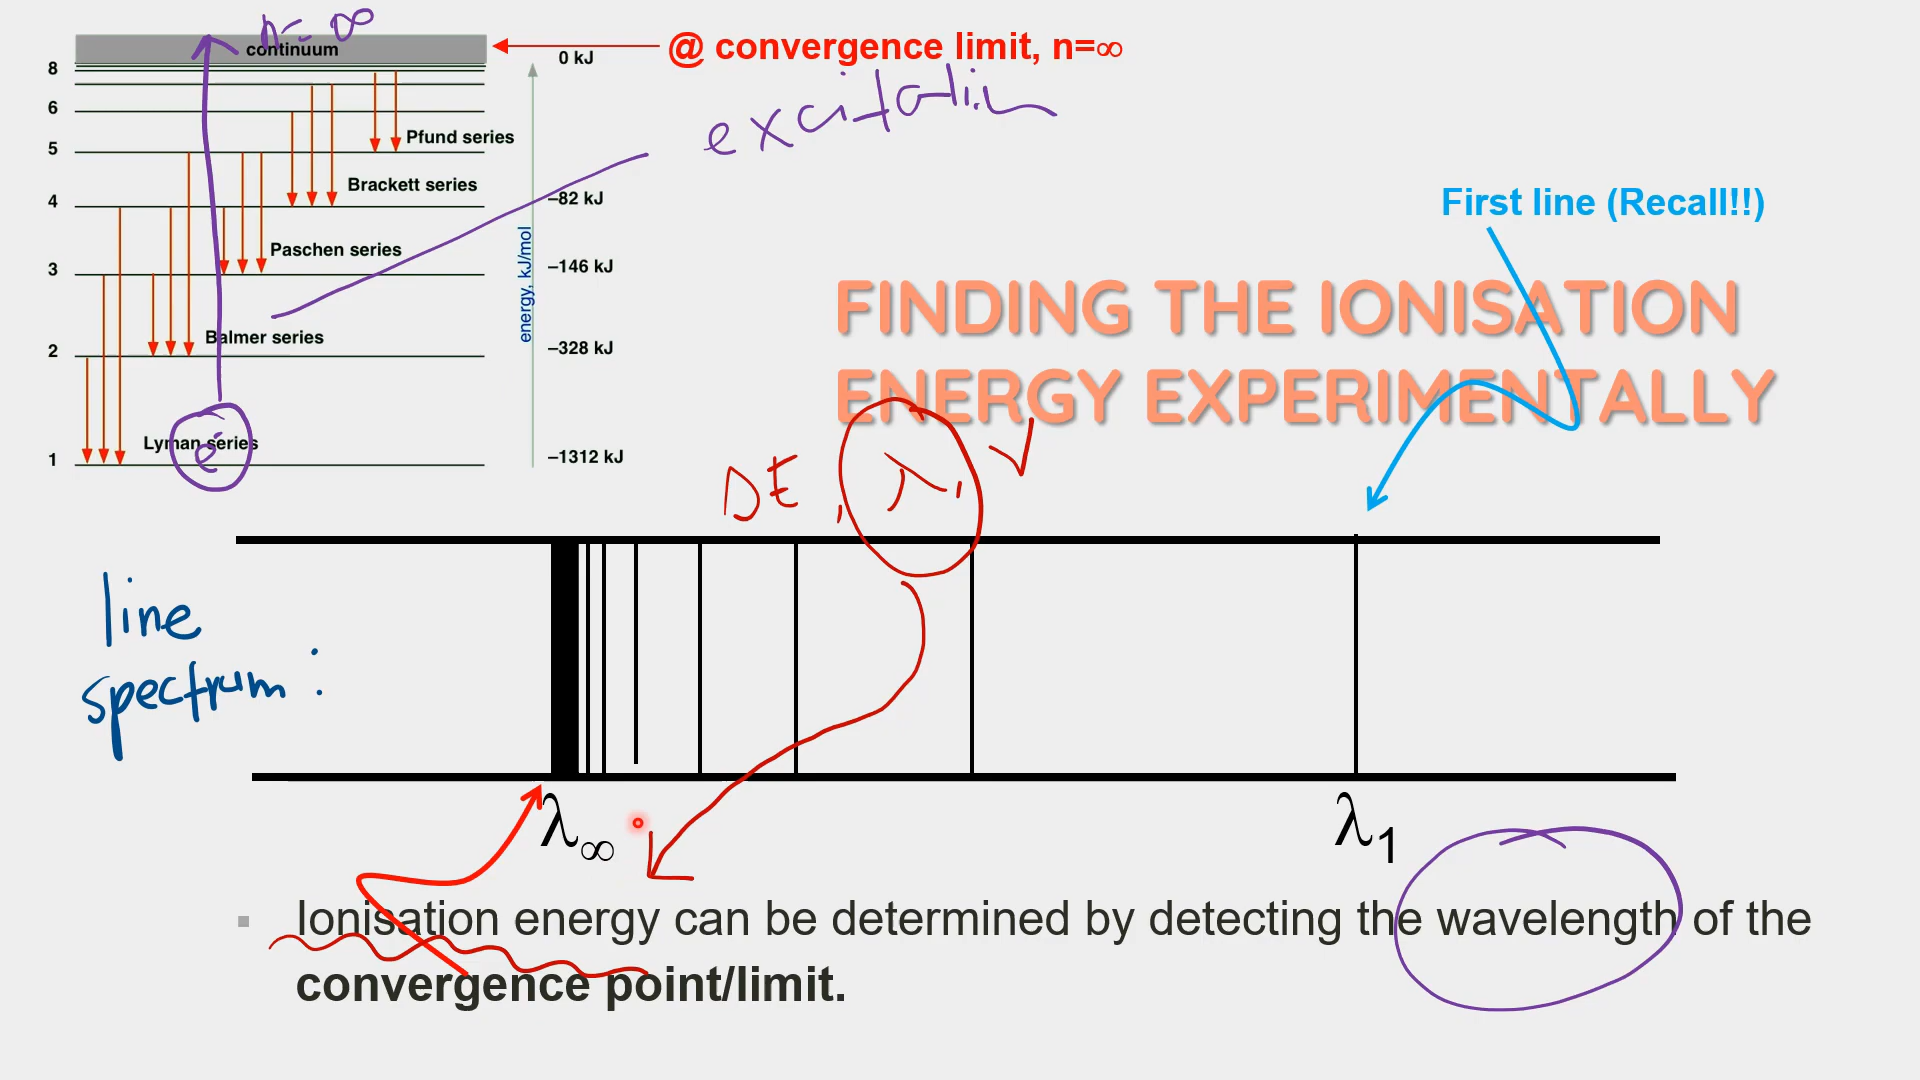 n=∞
continuum
@ convergence limit, n=∞
0 kJ
8
6
excitation
Pfund series
5
Brackett series
4
–82 kJ
First line (Recall!!)
Paschen series
3
–146 kJ
energy, kJ/mol
FINDING THE IONISATION
ENERGY EXPERIMENTALLY
Balmer series
2
–328 kJ
Lyman series
e⁻
1
–1312 kJ
DE, λ, ✓
line
spectrum :
λ∞
λ1
▪ Ionisation energy can be determined by detecting the wavelength of the
convergence point/limit.